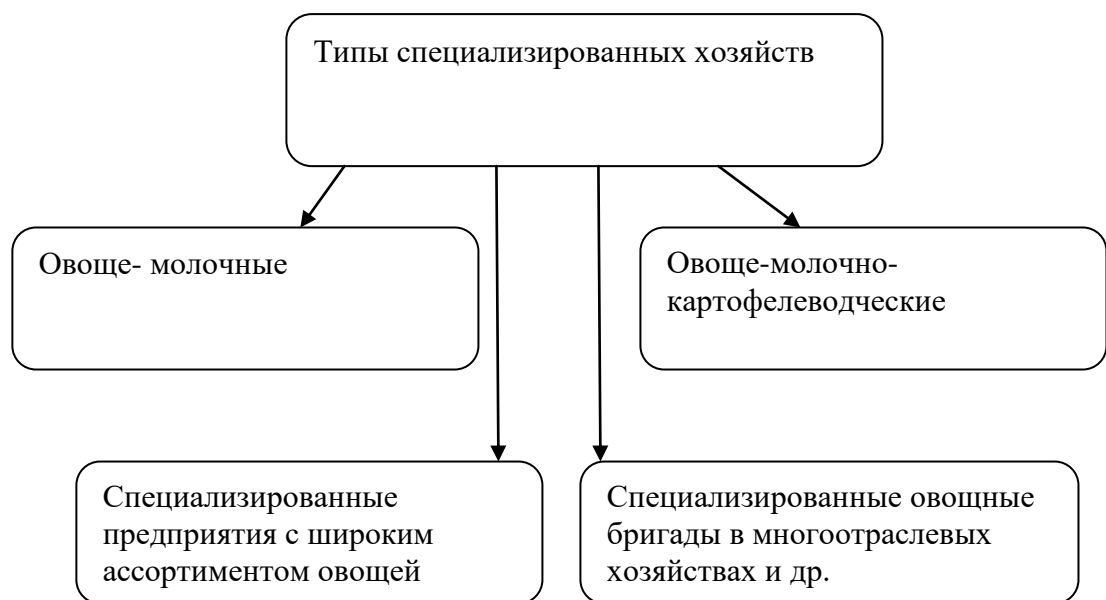 Типы специализированных хозяйств
Овоще- молочные
Овоще-молочно-
картофелеводческие
Специализированные
предприятия с широким
ассортиментом овощей
Специализированные овощные
бригады в многоотраслевых
хозяйствах и др.